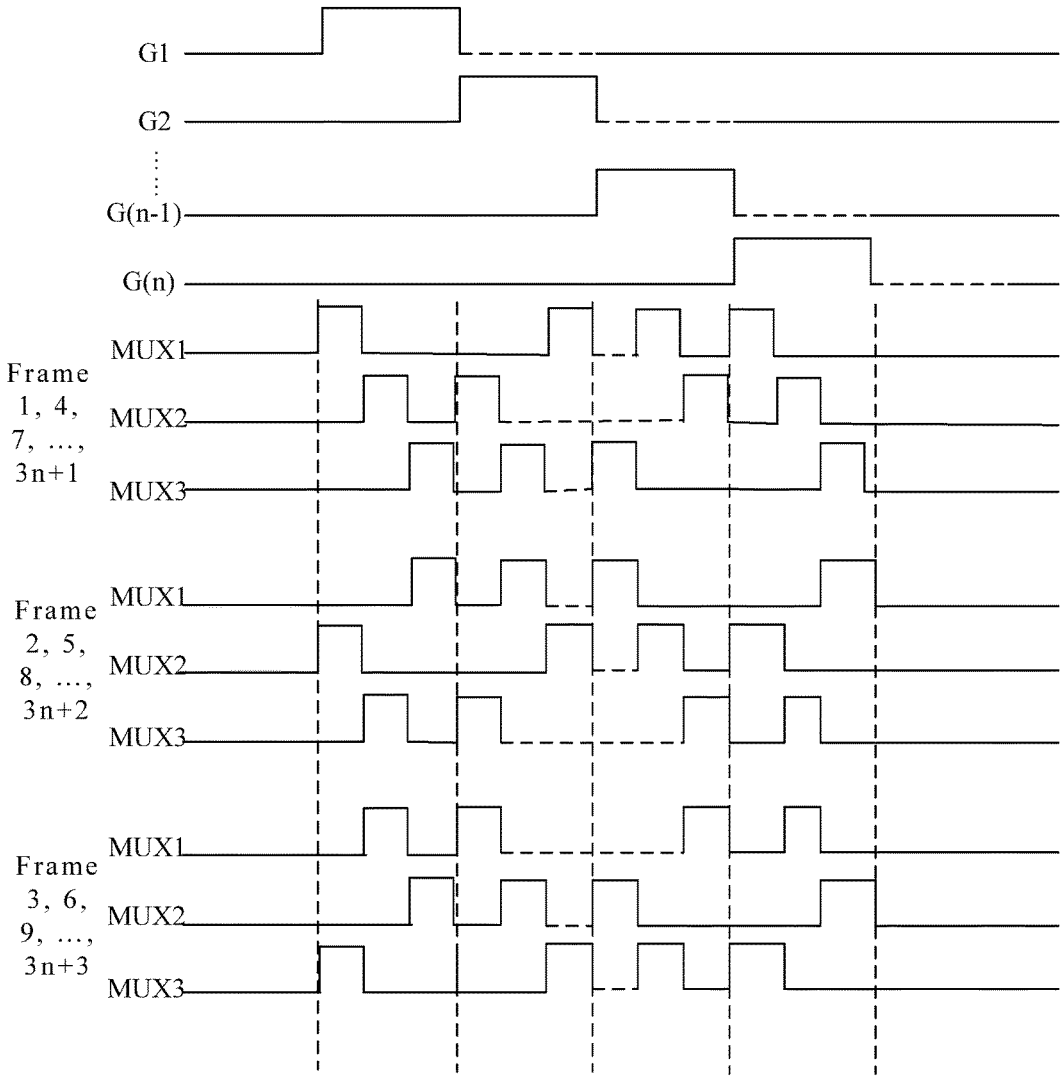 G1
G2
G(n-1)
G(n)
Frame
1, 4,
7, ...,
3n+1
MUX1
MUX2
MUX3
Frame
2, 5,
8, ...,
3n+2
MUX1
MUX2
MUX3
Frame
3, 6,
9, ...,
3n+3
MUX1
MUX2
MUX3